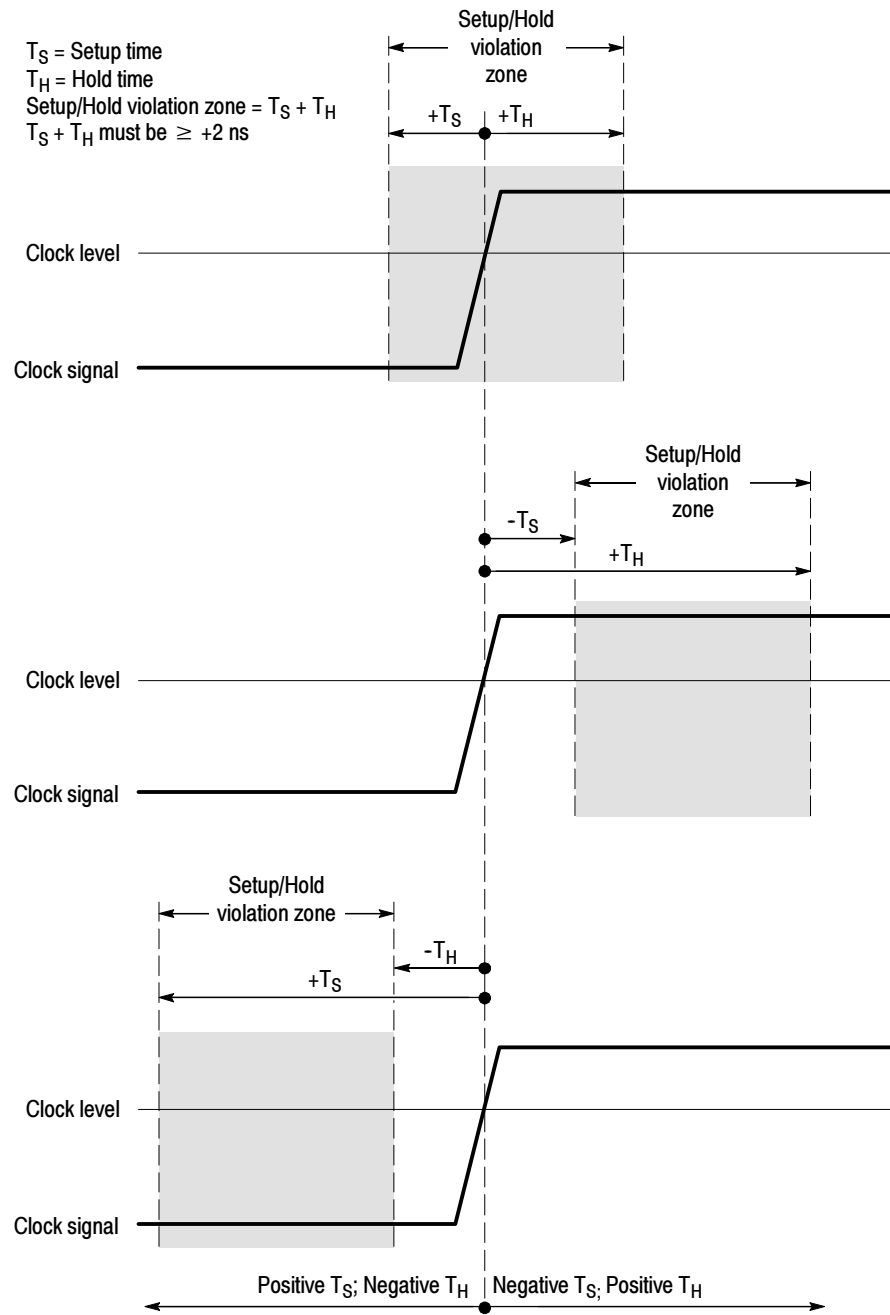 T_S = Setup time
T_H = Hold time
Setup/Hold violation zone = T_S + T_H
T_S + T_H must be ≥ +2 ns
Setup/Hold
violation
zone
+T_S +T_H
Clock level
Clock signal
Setup/Hold
violation
zone
-T_S
+T_H
Clock level
Clock signal
Setup/Hold
violation zone
-T_H
+T_S
Clock level
Clock signal
Positive T_S; Negative T_H Negative T_S; Positive T_H